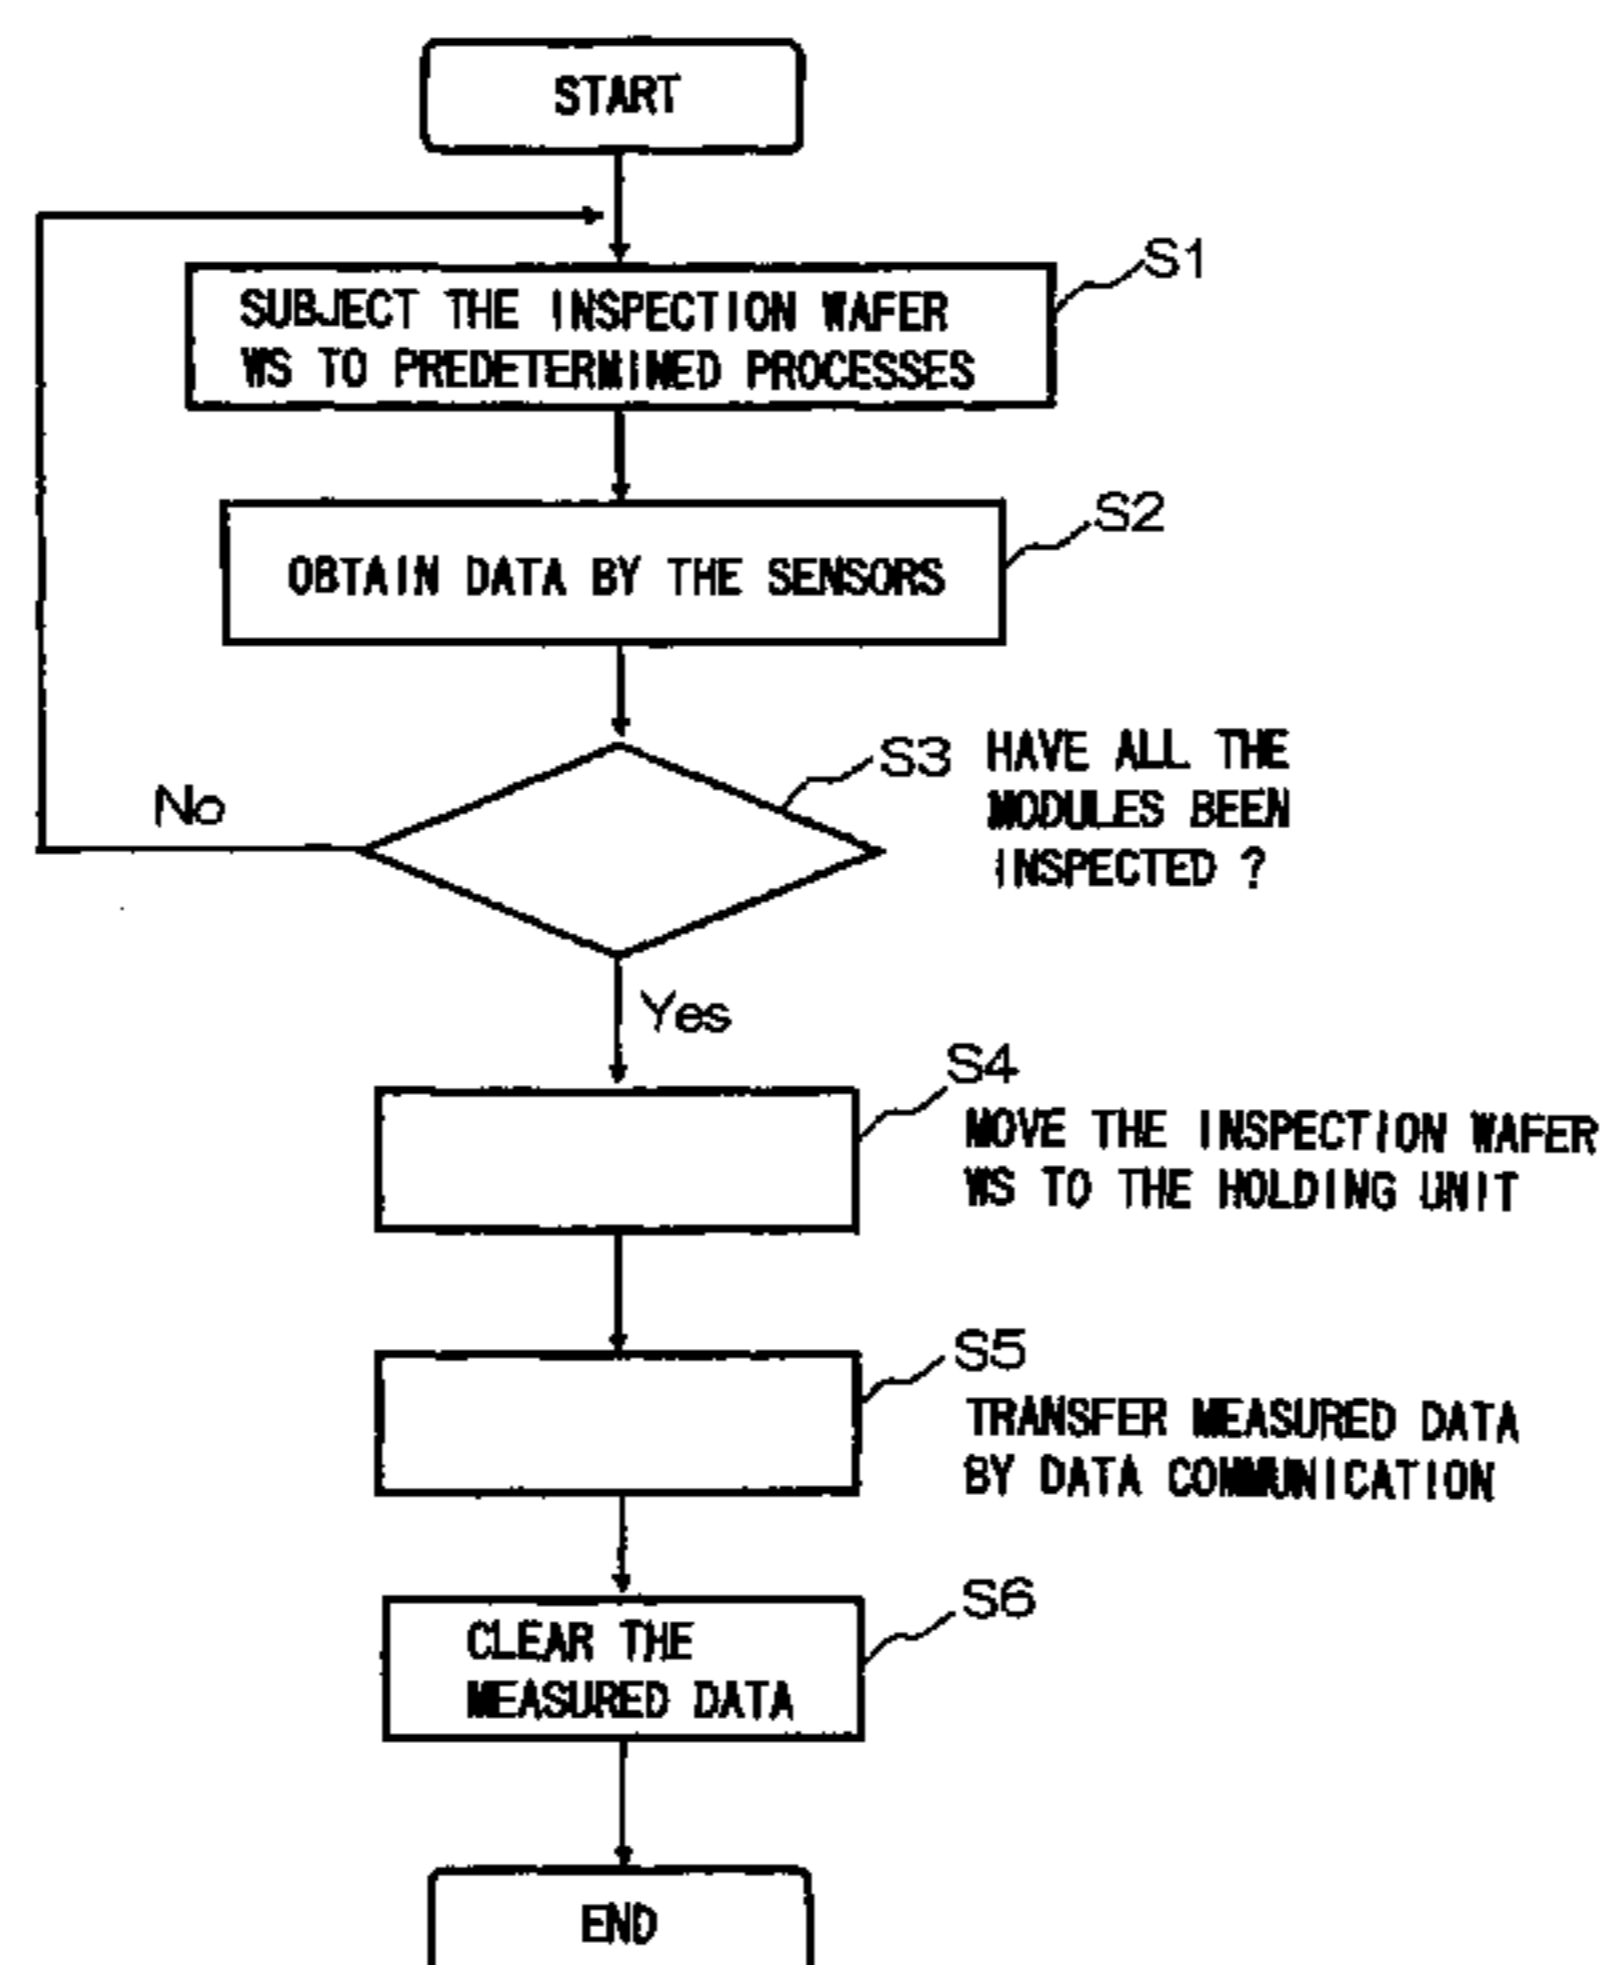 START
S1
SUBJECT THE INSPECTION WAFER
WS TO PREDETERMINED PROCESSES
S2
OBTAIN DATA BY THE SENSORS
S3
HAVE ALL THE
MODULES BEEN
INSPECTED ?
No
Yes
S4
MOVE THE INSPECTION WAFER
WS TO THE HOLDING UNIT
S5
TRANSFER MEASURED DATA
BY DATA COMMUNICATION
S6
CLEAR THE
MEASURED DATA
END